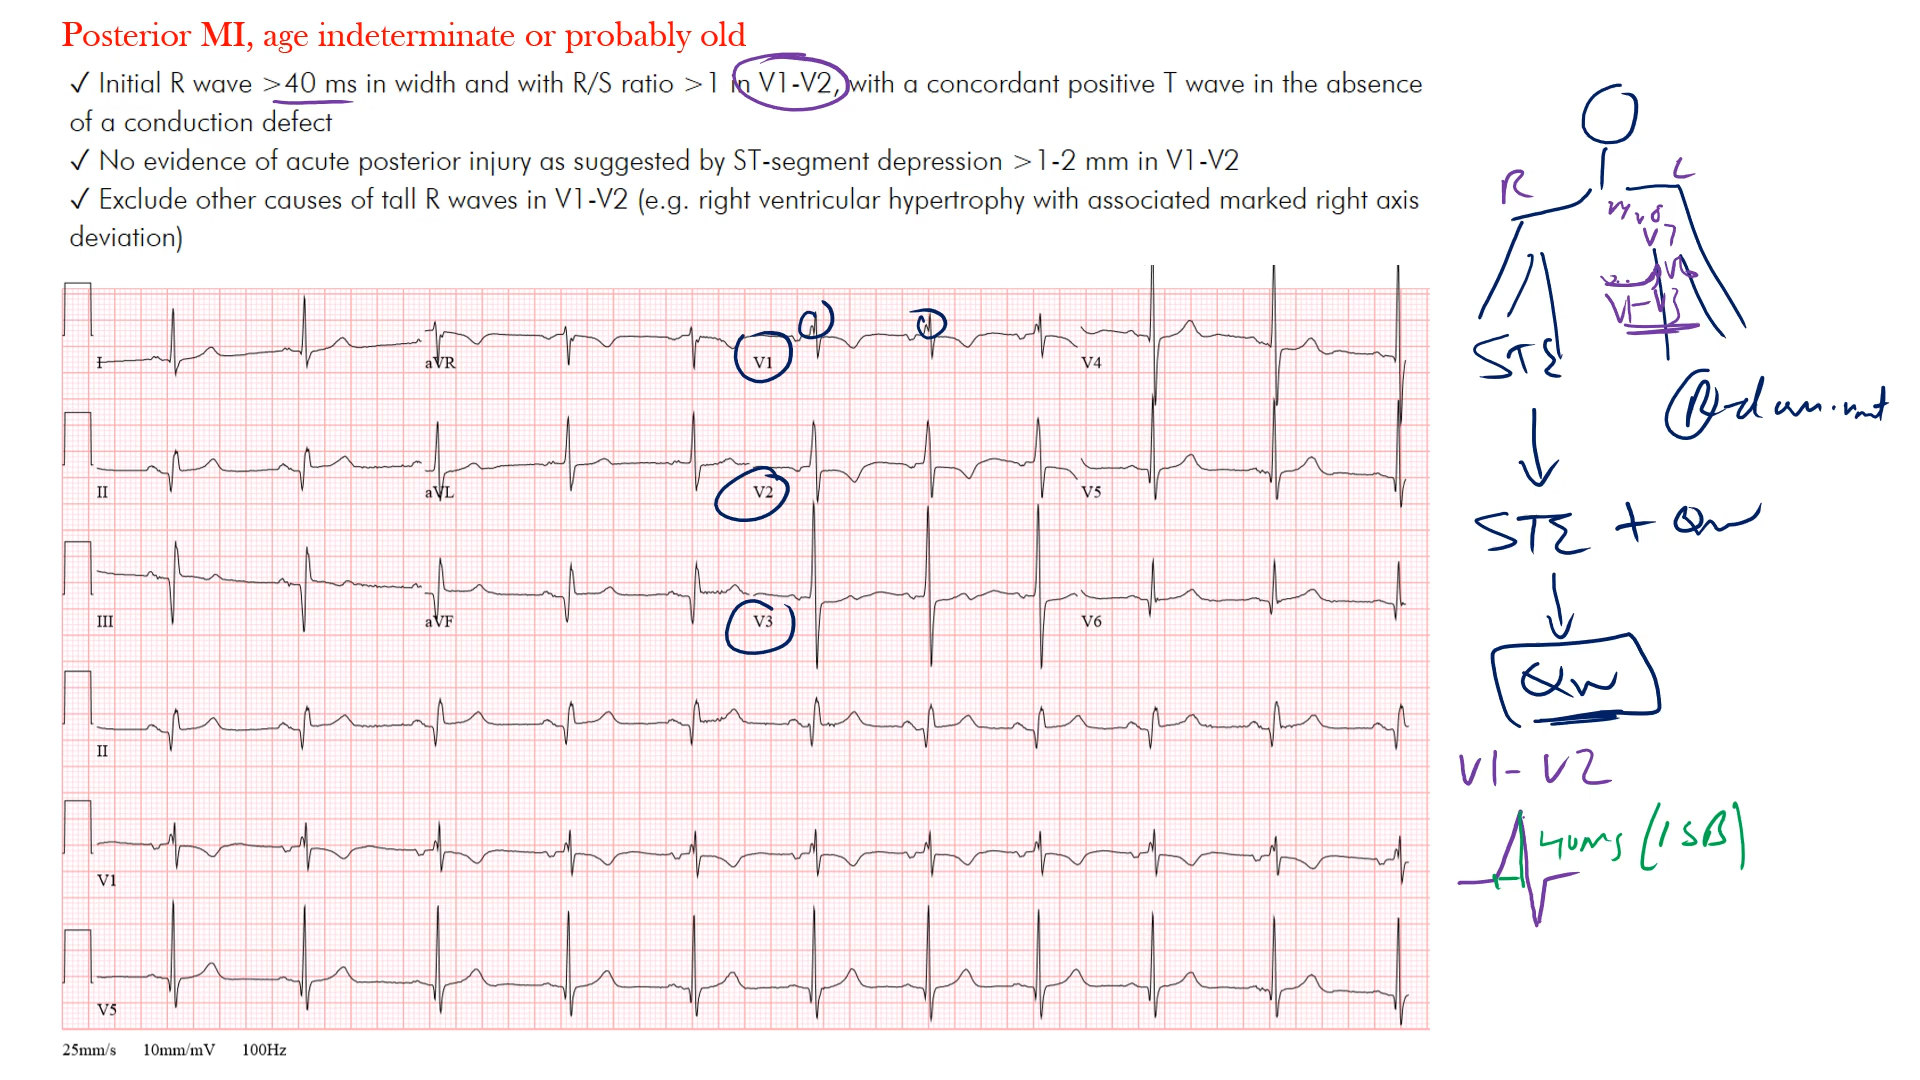 Posterior MI, age indeterminate or probably old
✓ Initial R wave >40 ms in width and with R/S ratio >1 in V1-V2, with a concordant positive T wave in the absence
of a conduction defect
✓ No evidence of acute posterior injury as suggested by ST-segment depression >1-2 mm in V1-V2
✓ Exclude other causes of tall R waves in V1-V2 (e.g. right ventricular hypertrophy with associated marked right axis
deviation)
R L
V7
V1-V3
STE
STE + Qw
Qw
V1-V2
40ms (1SB)
I aVR V1 V4
II aVL V2 V5
III aVF V3 V6
II
V1
V5
25mm/s 10mm/mV 100Hz